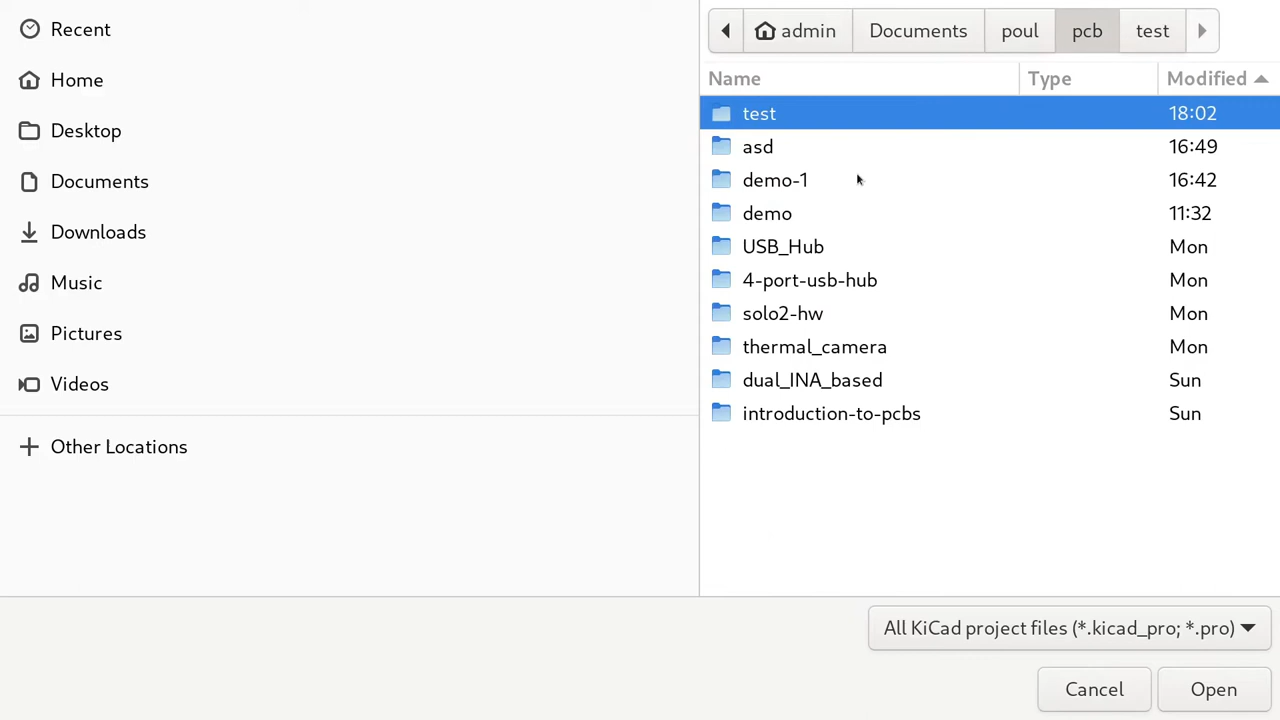 Recent
Home
Desktop
Documents
Downloads
Music
Pictures
Videos
Other Locations
admin Documents poul pcb test
Name Type Modified
test 18:02
asd 16:49
demo-1 16:42
demo 11:32
USB_Hub Mon
4-port-usb-hub Mon
solo2-hw Mon
thermal_camera Mon
dual_INA_based Sun
introduction-to-pcbs Sun
All KiCad project files (*.kicad_pro; *.pro)
Cancel Open